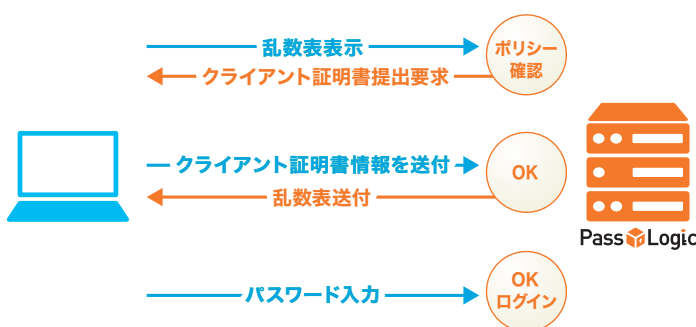 乱数表表示
ポリシー
確認
クライアント証明書提出要求
クライアント証明書情報を送付
OK
乱数表送付
PassLogic
パスワード入力
OK
ログイン